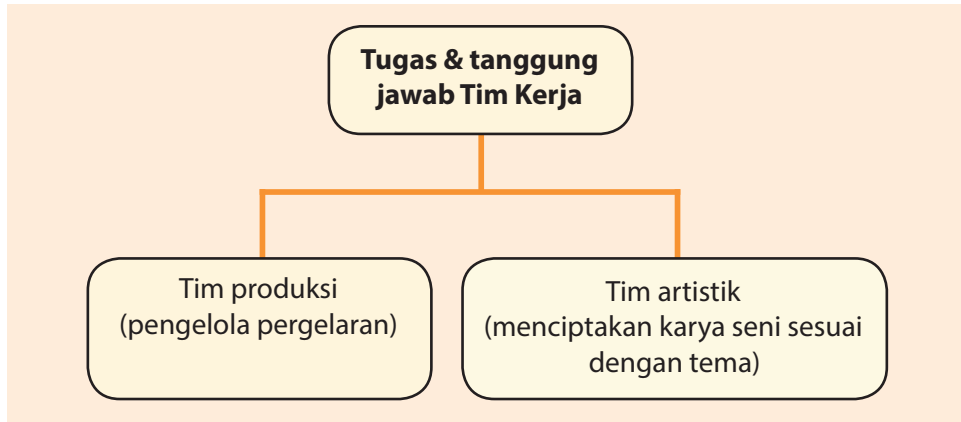 Tugas & tanggung
jawab Tim Kerja
Tim produksi
(pengelola pergelaran)
Tim artistik
(menciptakan karya seni sesuai
dengan tema)